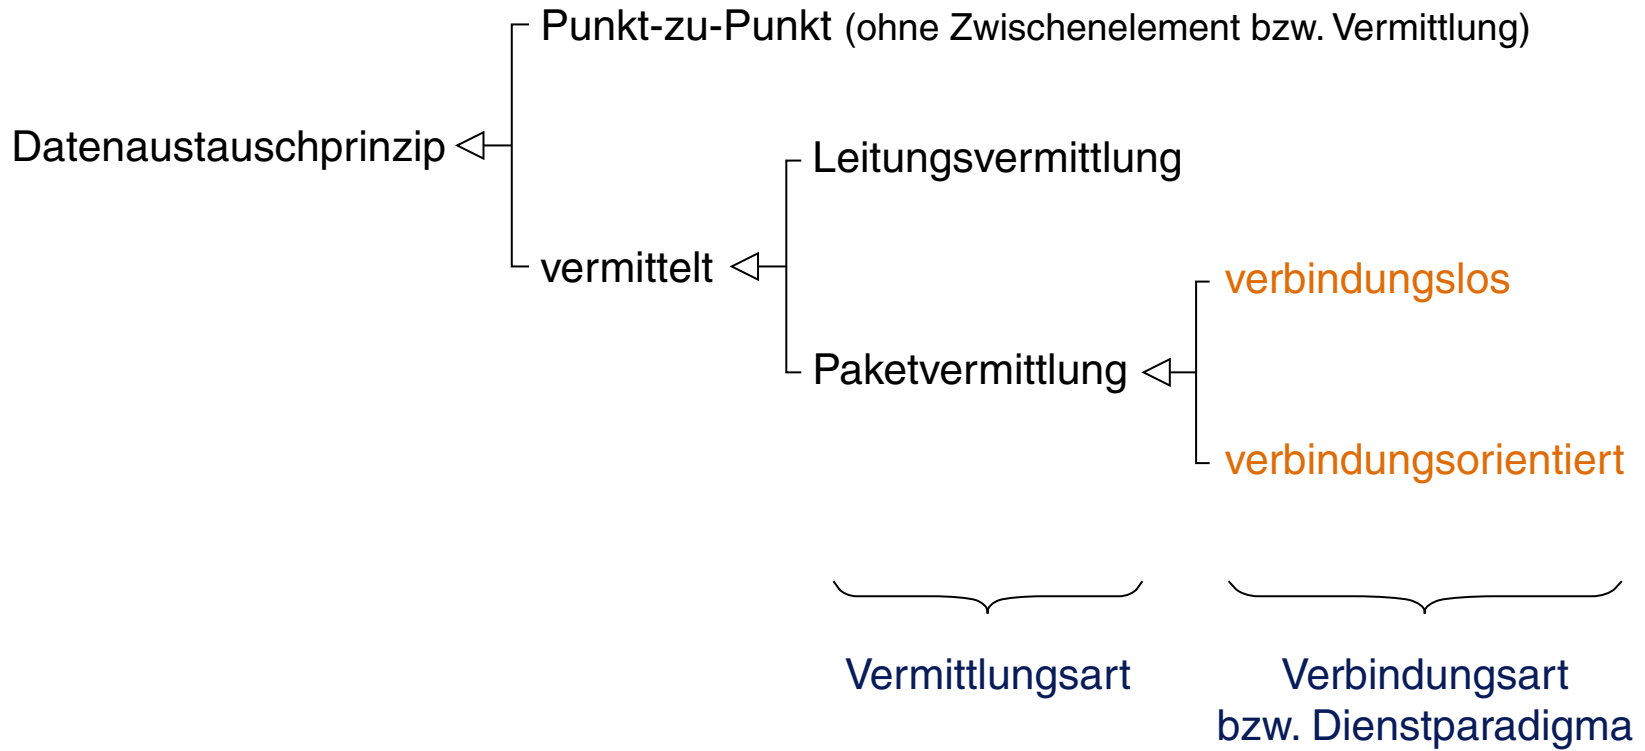 Punkt-zu-Punkt (ohne Zwischenelement bzw. Vermittlung)
Datenaustauschprinzip
Leitungsvermittlung
vermittelt
verbindungslos
Paketvermittlung
verbindungsorientiert
Vermittlungsart
Verbindungsart
bzw. Dienstparadigma